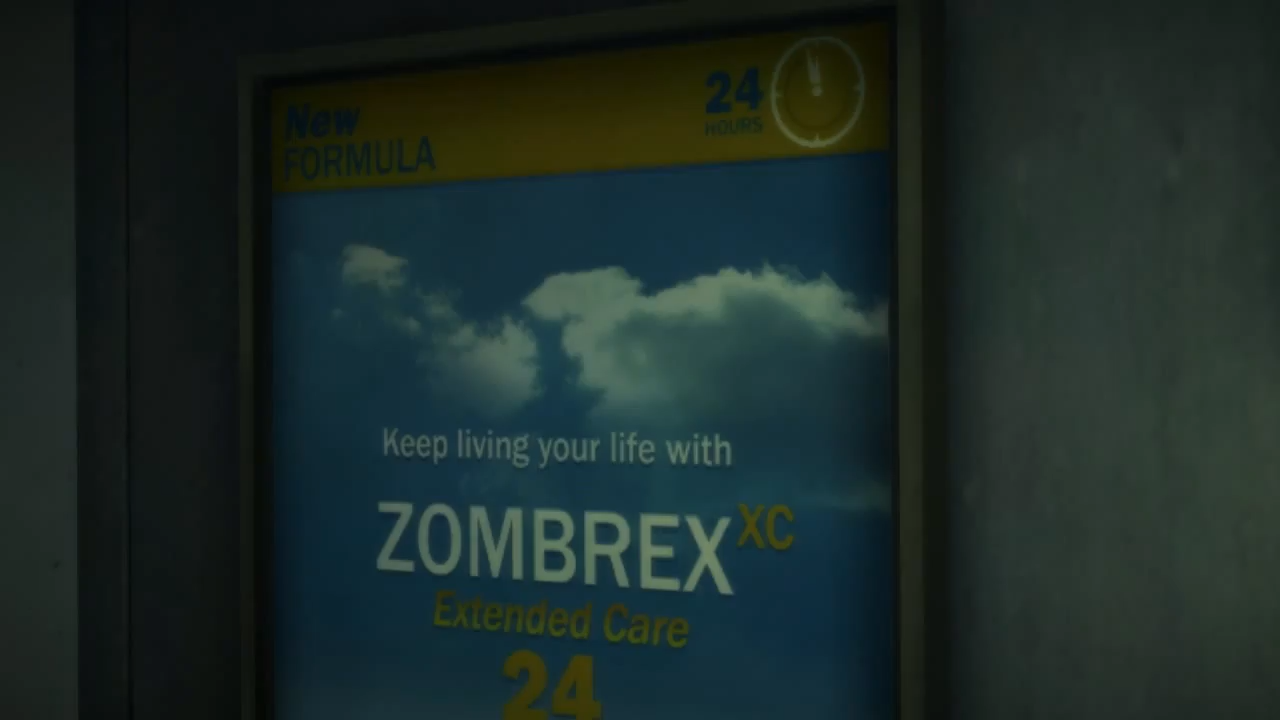 New
FORMULA
24
HOURS
Keep living your life with
ZOMBREX XC
Extended Care
24